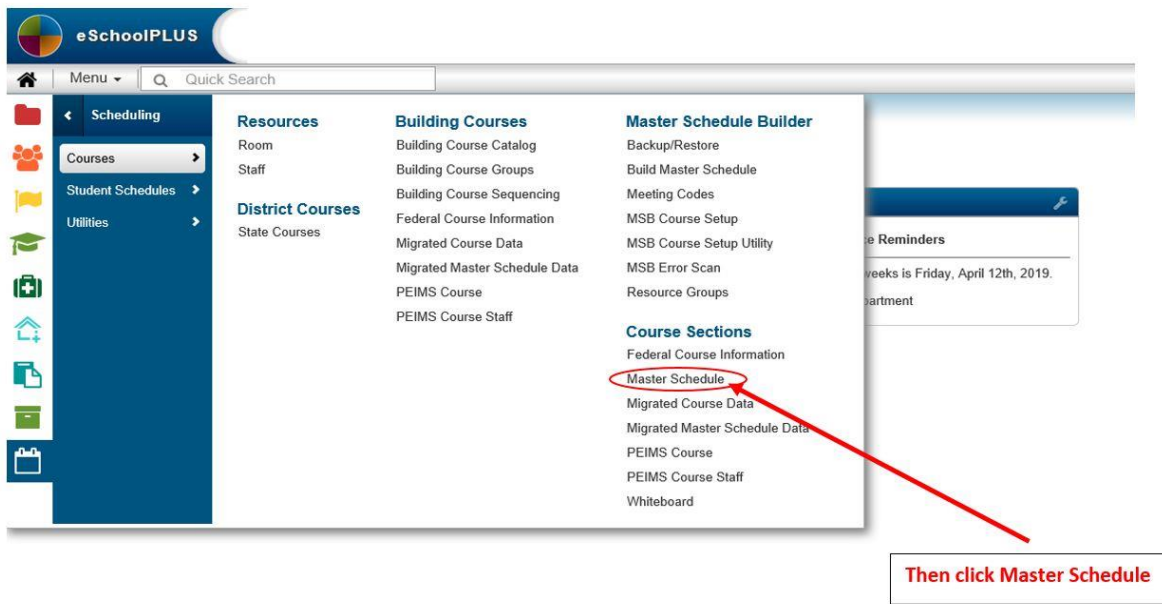 eSchoolPLUS
Menu
Quick Search
Scheduling
Courses
Student Schedules
Utilities
Resources
Room
Staff
District Courses
State Courses
Building Courses
Building Course Catalog
Building Course Groups
Building Course Sequencing
Federal Course Information
Migrated Course Data
Migrated Master Schedule Data
PEIMS Course
PEIMS Course Staff
Master Schedule Builder
Backup/Restore
Build Master Schedule
Meeting Codes
MSB Course Setup
MSB Course Setup Utility
MSB Error Scan
Resource Groups
Course Sections
Federal Course Information
Master Schedule
Migrated Course Data
Migrated Master Schedule Data
PEIMS Course
PEIMS Course Staff
Whiteboard
Reminders
is Friday, April 12th, 2019.
Then click Master Schedule